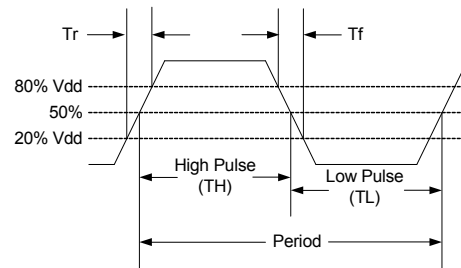 Tr
Tf
80% Vdd
50%
20% Vdd
High Pulse
(TH)
Low Pulse
(TL)
Period